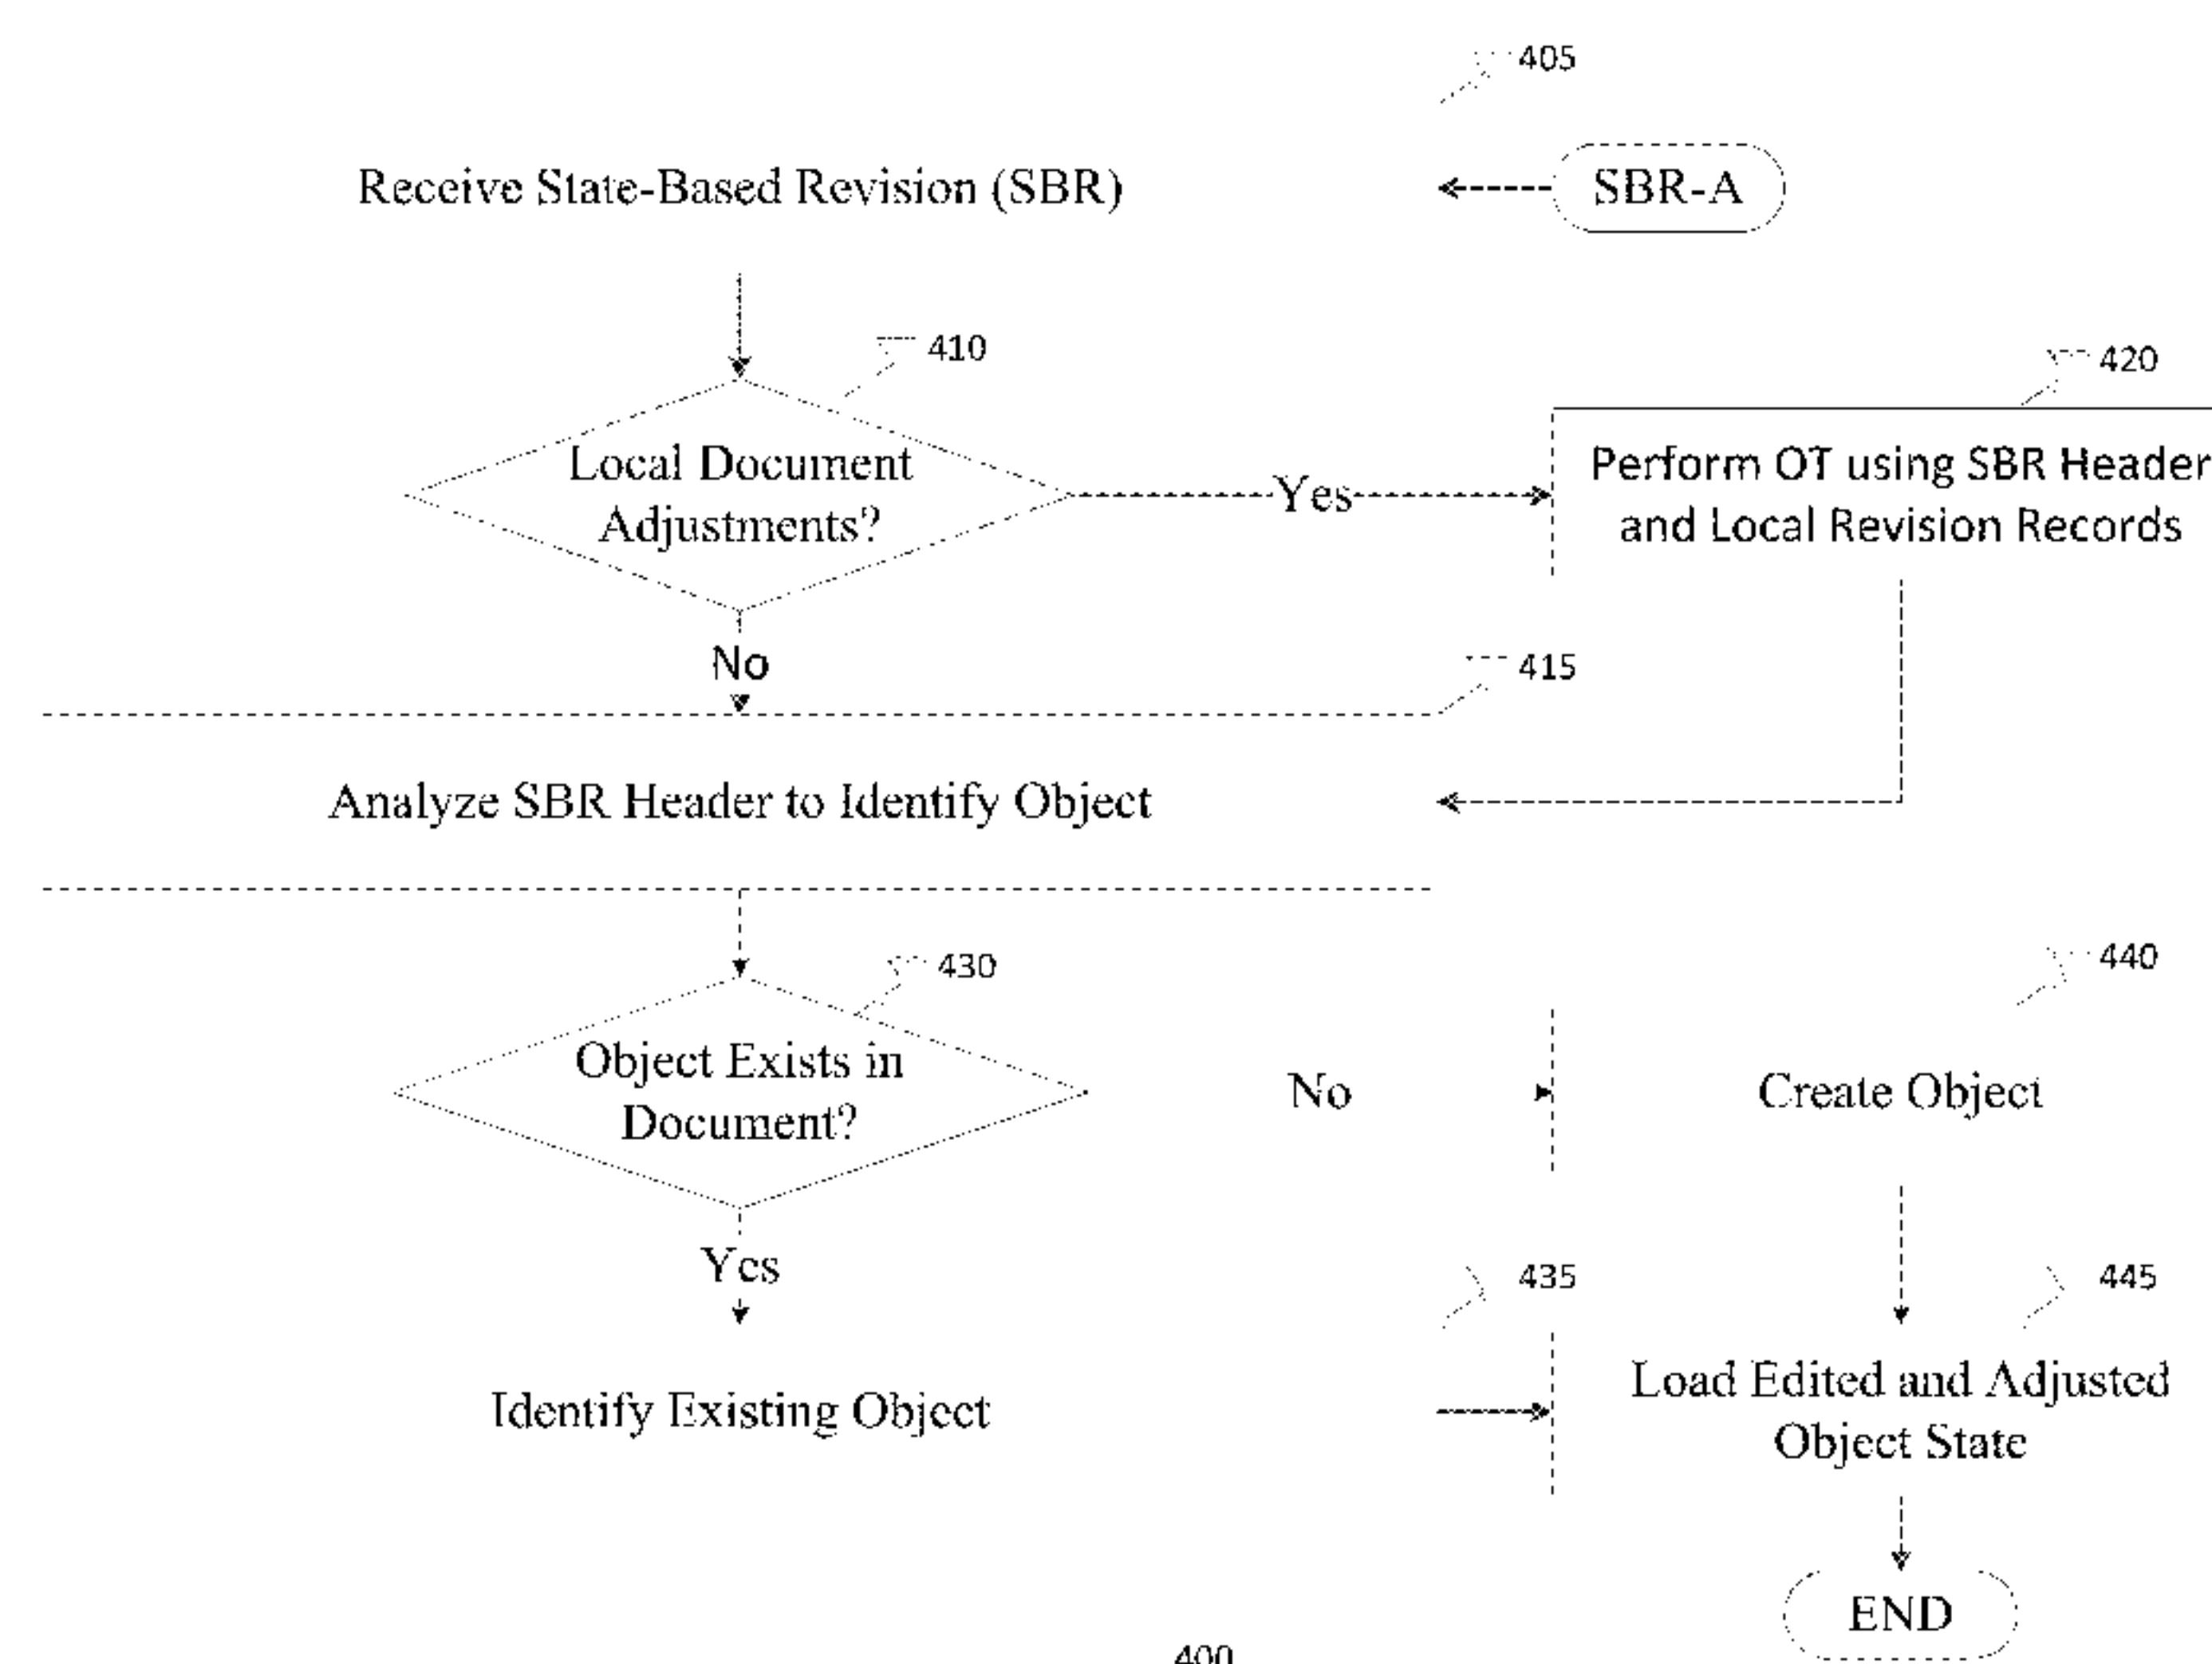 405
Receive State-Based Revision (SBR)
SBR-A
410
420
Local Document
Adjustments?
Yes
Perform OT using SBR Header
and Local Revision Records
No
415
Analyze SBR Header to Identify Object
430
440
Object Exists in
Document?
No
Create Object
Yes
435
445
Identify Existing Object
Load Edited and Adjusted
Object State
END
400